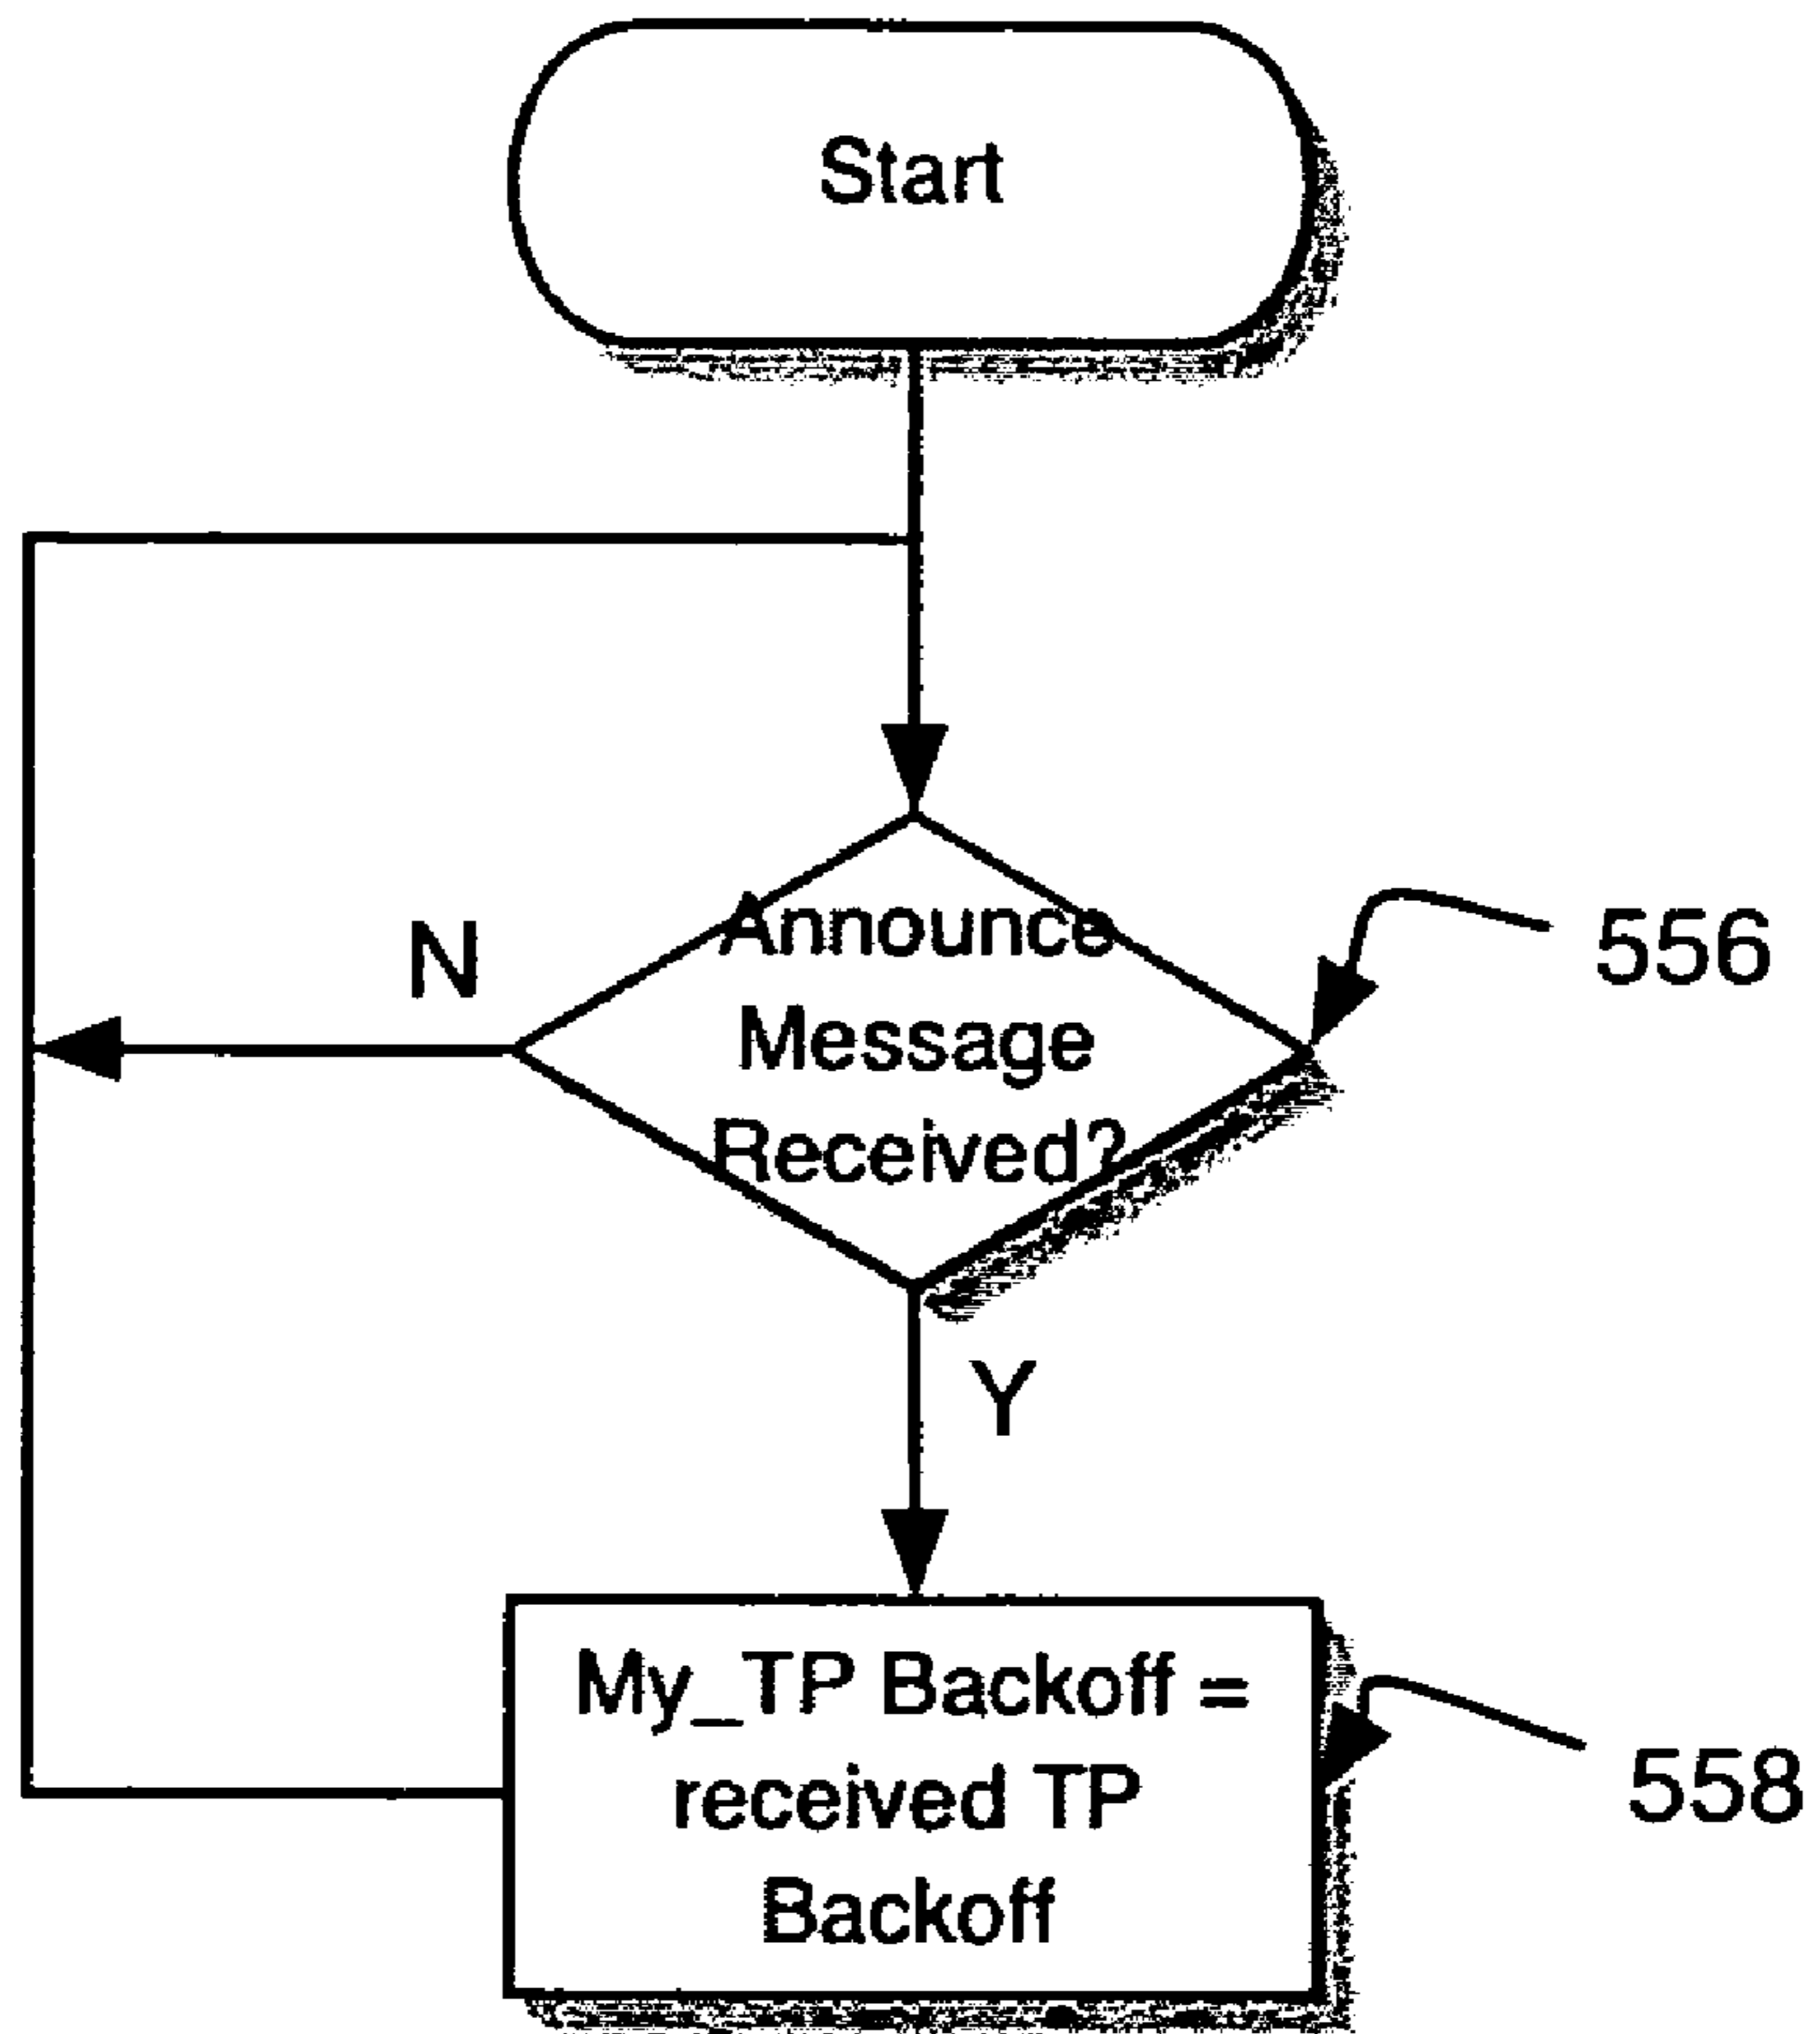 Start
N
Announce
Message
Received?
556
Y
My_TP Backoff =
received TP
Backoff
558